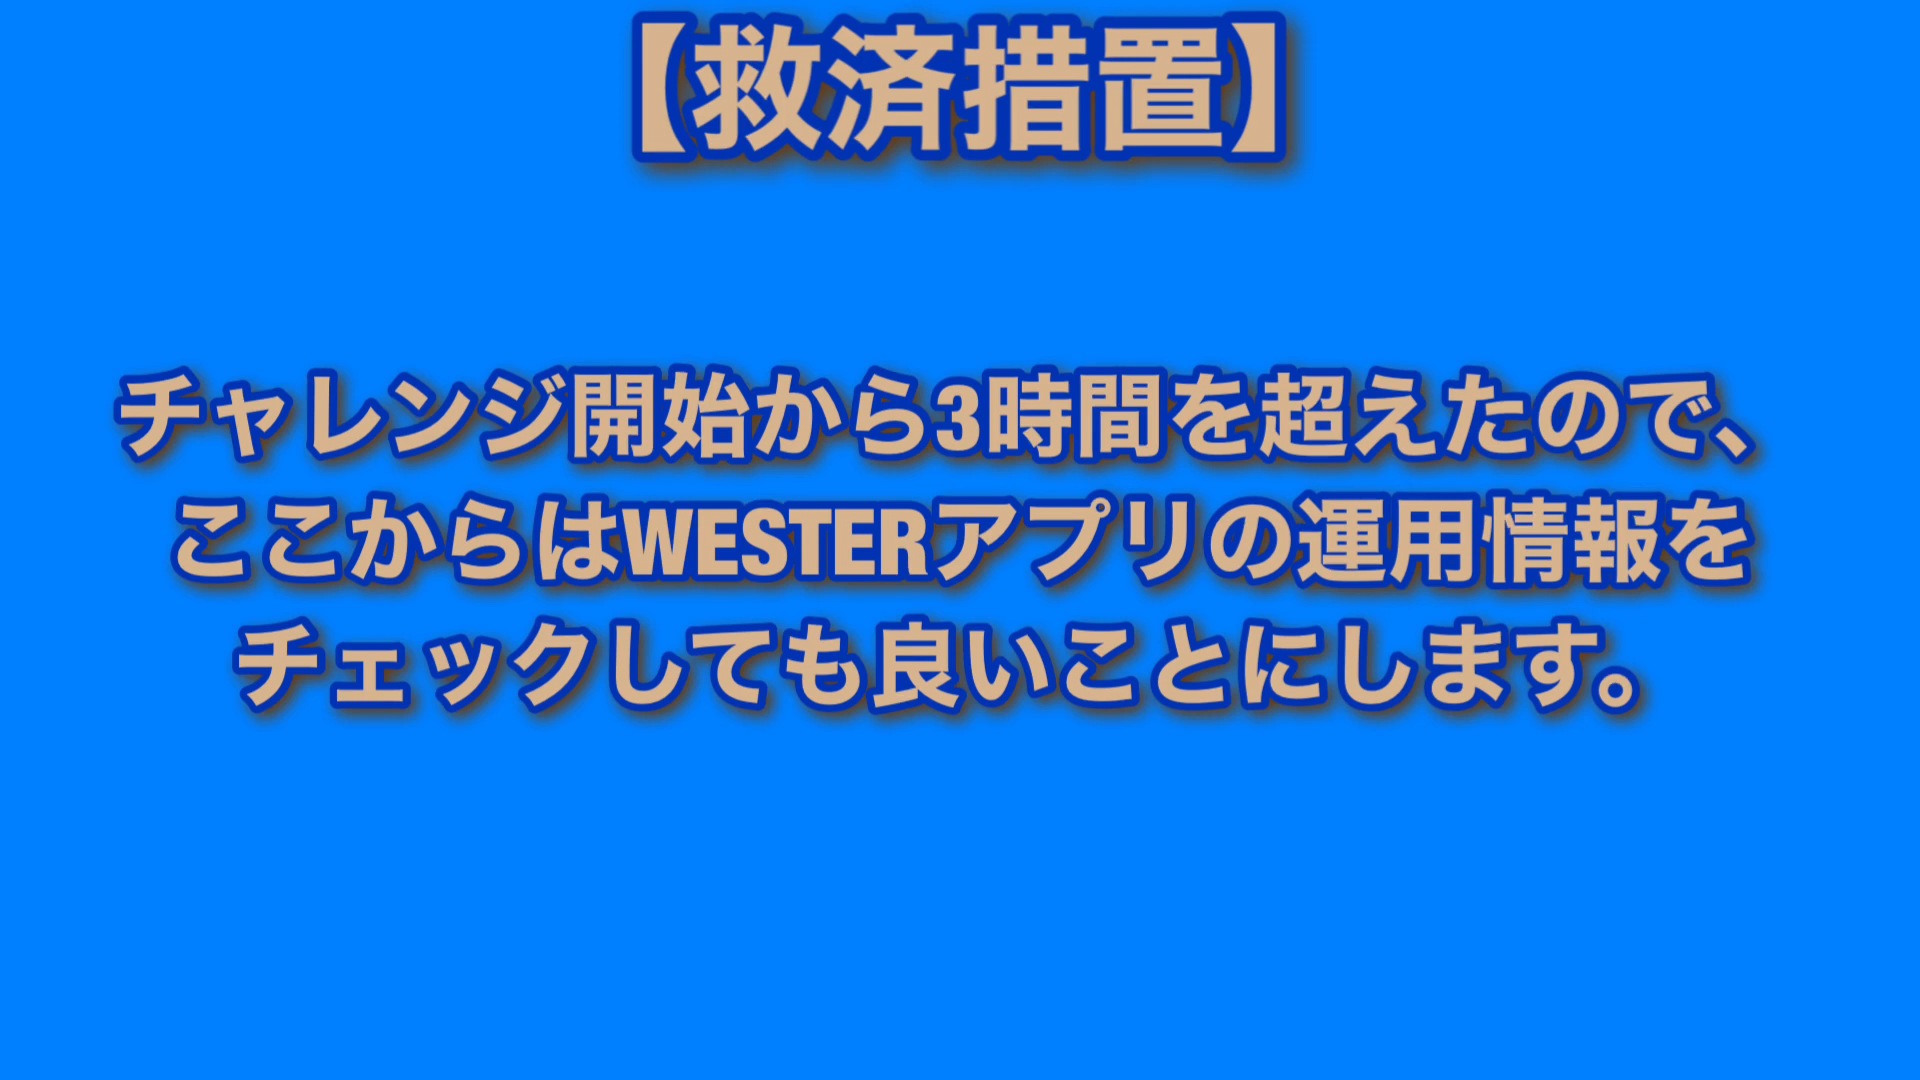 【救済措置】
チャレンジ開始から3時間を超えたので、
ここからはWESTERアプリの運用情報を
チェックしても良いことにします。